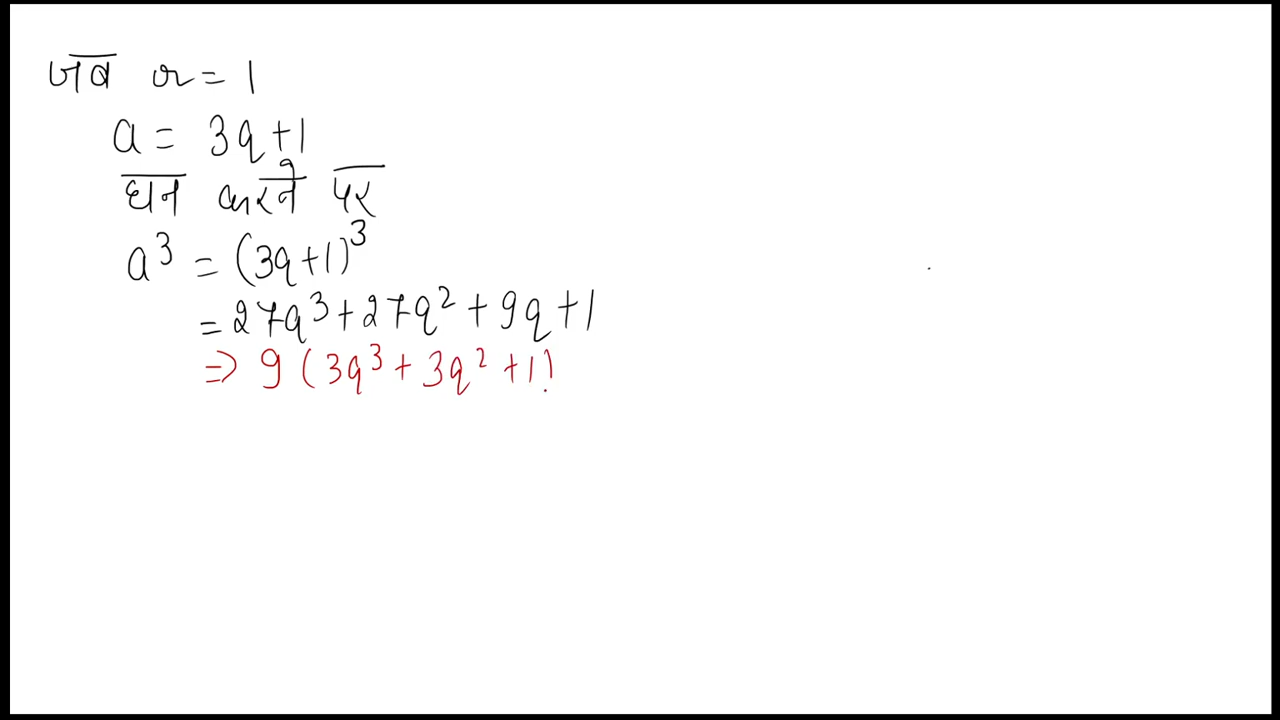 जब r = 1
a = 3q + 1
घन करने पर
a³ = (3q+1)³
= 27q³ + 27q² + 9q + 1
⇒ 9 (3q³ + 3q² + 1)